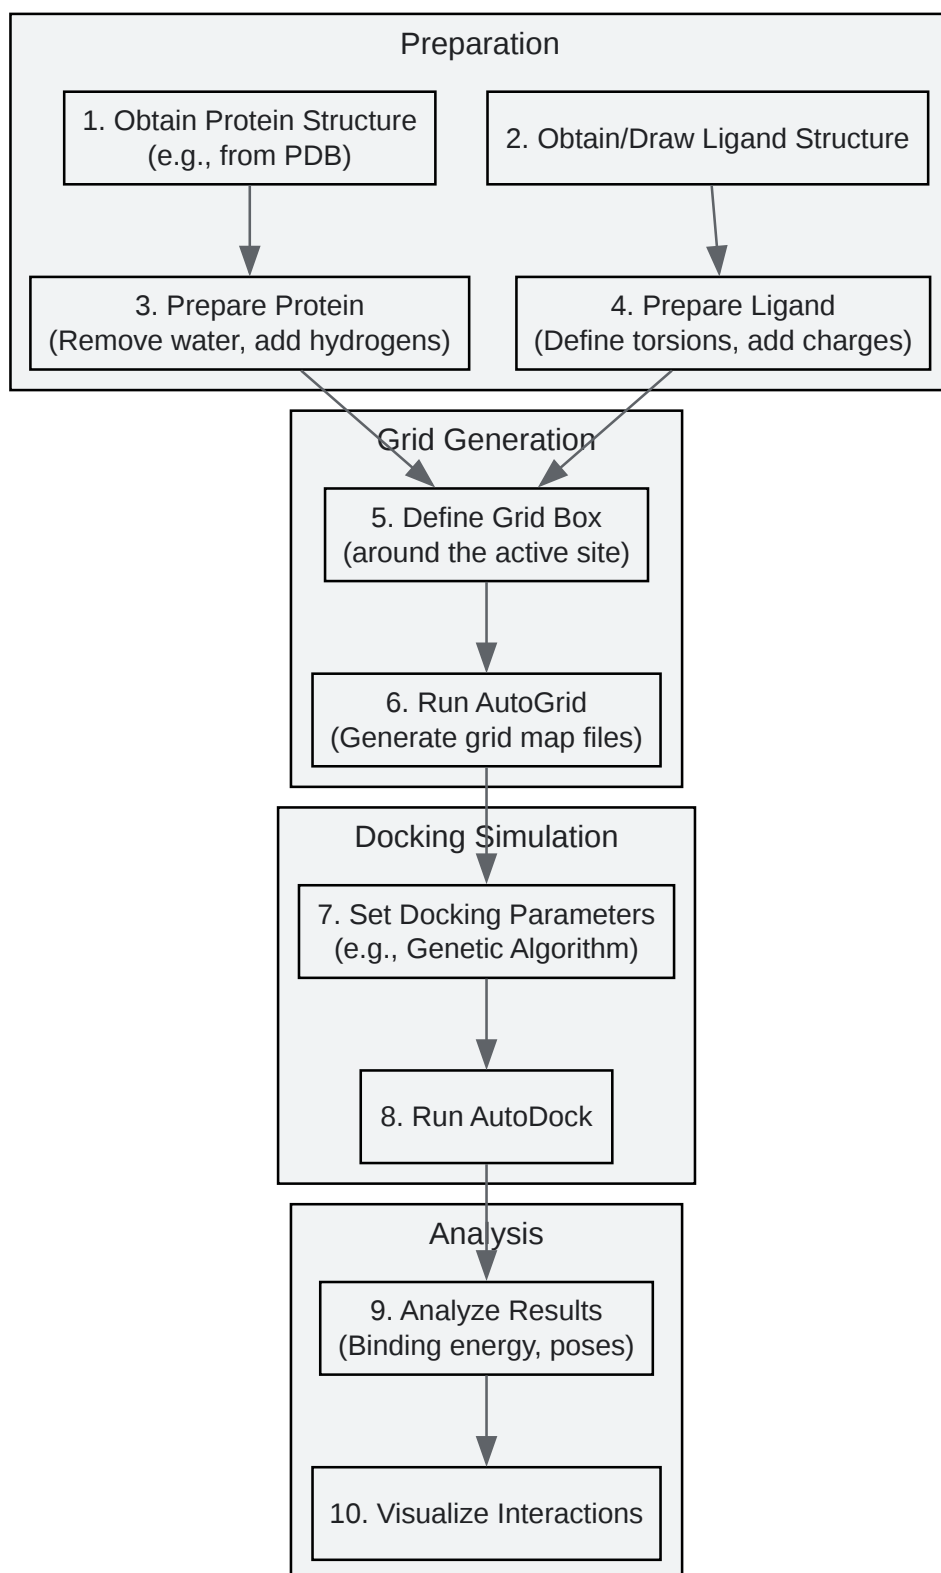 Preparation
1. Obtain Protein Structure
(e.g., from PDB)
2. Obtain/Draw Ligand Structure
3. Prepare Protein
(Remove water, add hydrogens)
4. Prepare Ligand
(Define torsions, add charges)
Grid Generation
5. Define Grid Box
(around the active site)
6. Run AutoGrid
(Generate grid map files)
Docking Simulation
7. Set Docking Parameters
(e.g., Genetic Algorithm)
8. Run AutoDock
Analysis
9. Analyze Results
(Binding energy, poses)
10. Visualize Interactions